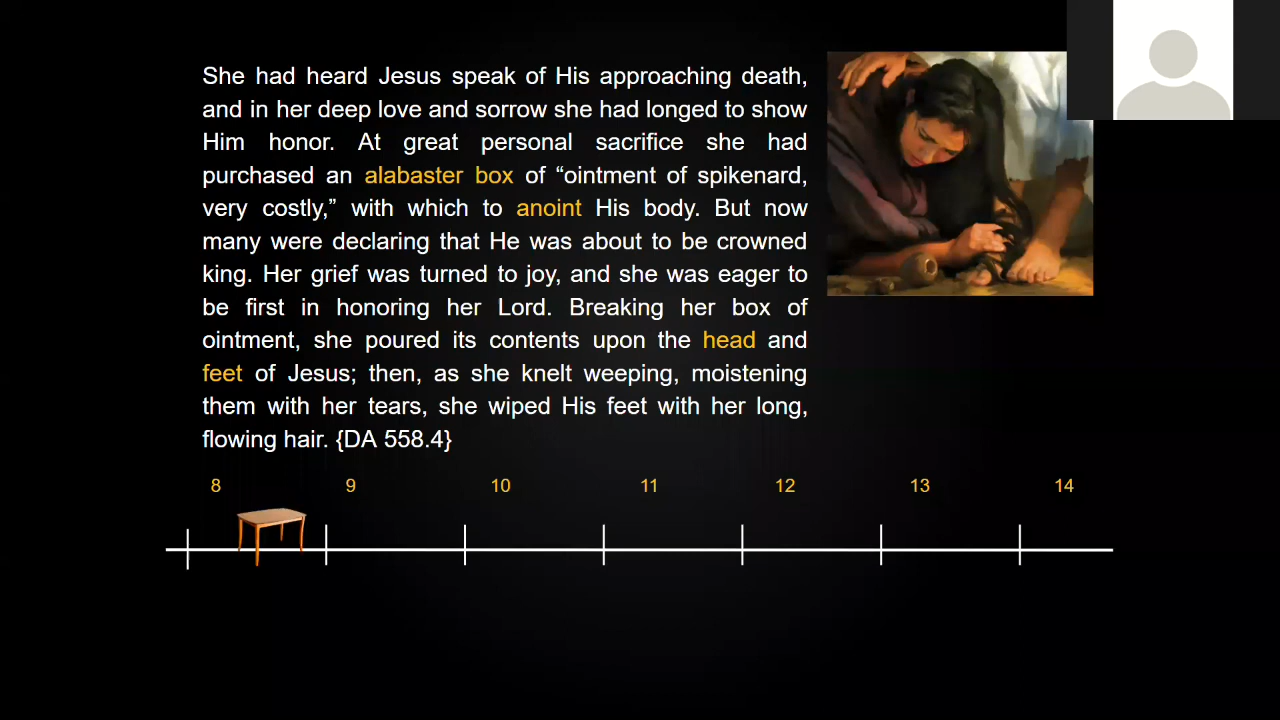 She had heard Jesus speak of His approaching death,
and in her deep love and sorrow she had longed to show
Him honor. At great personal sacrifice she had
purchased an alabaster box of “ointment of spikenard,
very costly,” with which to anoint His body. But now
many were declaring that He was about to be crowned
king. Her grief was turned to joy, and she was eager to
be first in honoring her Lord. Breaking her box of
ointment, she poured its contents upon the head and
feet of Jesus; then, as she knelt weeping, moistening
them with her tears, she wiped His feet with her long,
flowing hair. {DA 558.4}
8 9 10 11 12 13 14